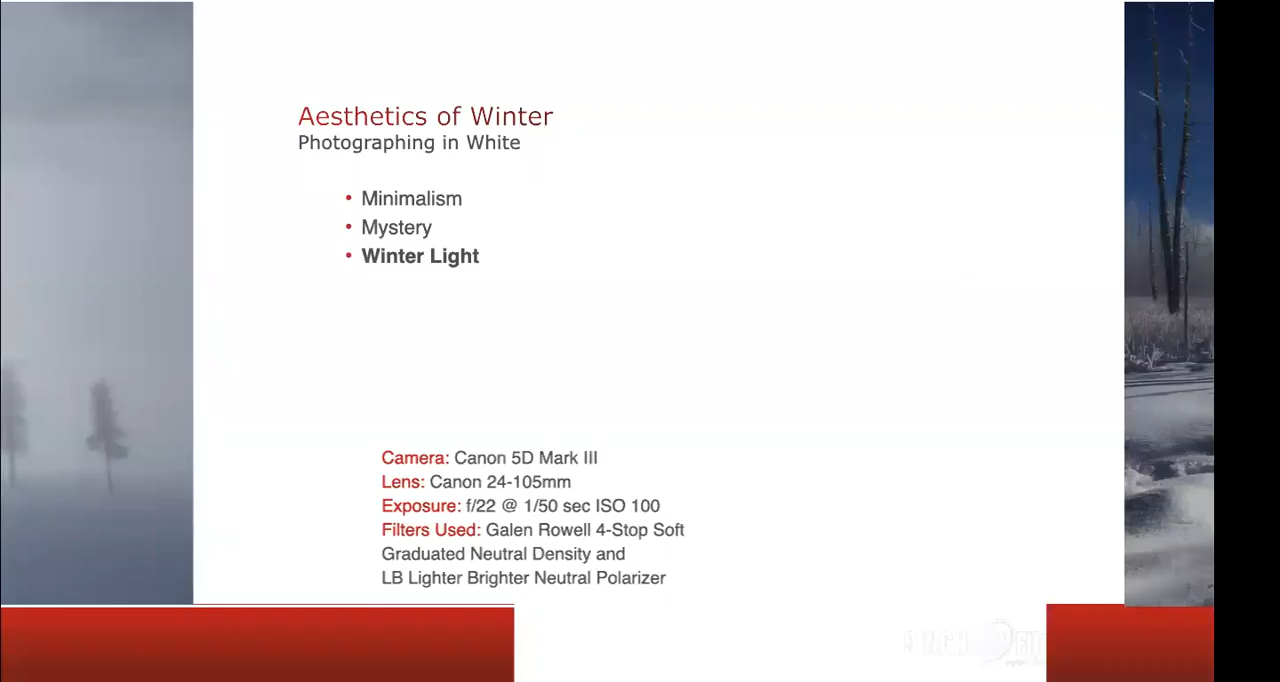 Aesthetics of Winter
Photographing in White
• Minimalism
• Mystery
• Winter Light
Camera: Canon 5D Mark III
Lens: Canon 24-105mm
Exposure: f/22 @ 1/50 sec ISO 100
Filters Used: Galen Rowell 4-Stop Soft
Graduated Neutral Density and
LB Lighter Brighter Neutral Polarizer